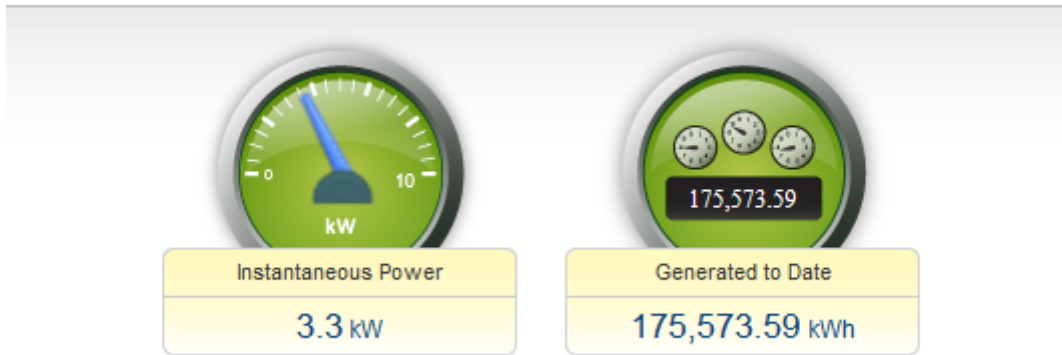 0
10
kW
Instantaneous Power
3.3 kW
175,573.59
Generated to Date
175,573.59 kWh